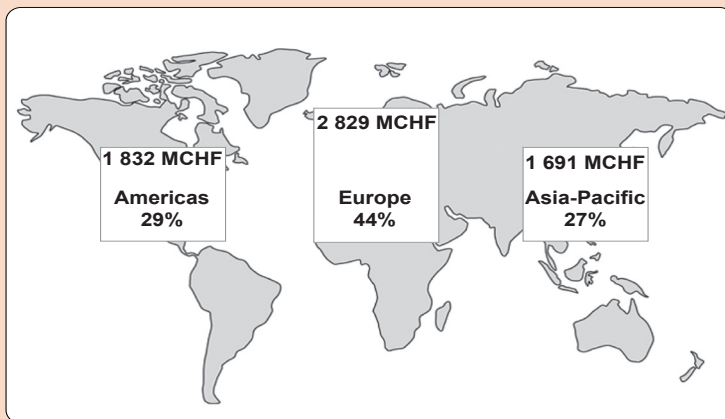 1 832 MCHF
Americas
29%
2 829 MCHF
Europe
44%
1 691 MCHF
Asia-Pacific
27%